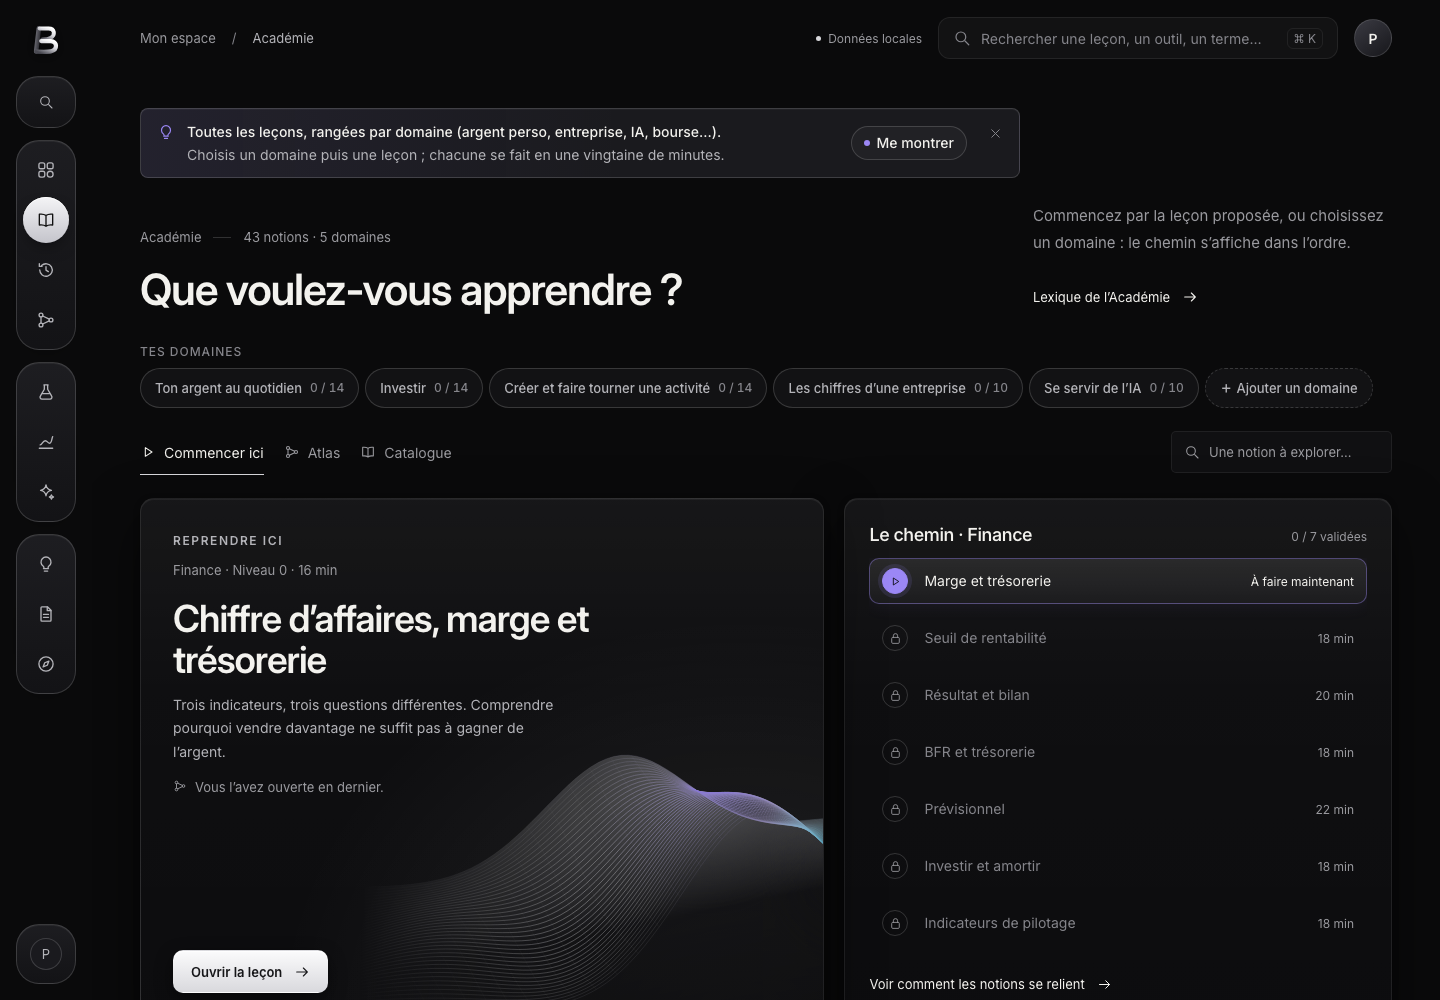 B
Mon espace / Académie
Données locales
Rechercher une leçon, un outil, un terme...
⌘ K
P
Toutes les leçons, rangées par domaine (argent perso, entreprise, IA, bourse...).
Choisis un domaine puis une leçon ; chacune se fait en une vingtaine de minutes.
Me montrer
Commencez par la leçon proposée, ou choisissez
un domaine : le chemin s’affiche dans l’ordre.
Académie — 43 notions · 5 domaines
Que voulez-vous apprendre ?
Lexique de l’Académie →
TES DOMAINES
Ton argent au quotidien 0 / 14
Investir 0 / 14
Créer et faire tourner une activité 0 / 14
Les chiffres d’une entreprise 0 / 10
Se servir de l’IA 0 / 10
+ Ajouter un domaine
Commencer ici
Atlas
Catalogue
Une notion à explorer...
REPRENDRE ICI
Finance · Niveau 0 · 16 min
Chiffre d’affaires, marge et
trésorerie
Trois indicateurs, trois questions différentes. Comprendre
pourquoi vendre davantage ne suffit pas à gagner de
l’argent.
Vous l’avez ouverte en dernier.
Ouvrir la leçon →
Le chemin · Finance
0 / 7 validées
Marge et trésorerie
À faire maintenant
Seuil de rentabilité
18 min
Résultat et bilan
20 min
BFR et trésorerie
18 min
Prévisionnel
22 min
Investir et amortir
18 min
Indicateurs de pilotage
18 min
Voir comment les notions se relient →
P